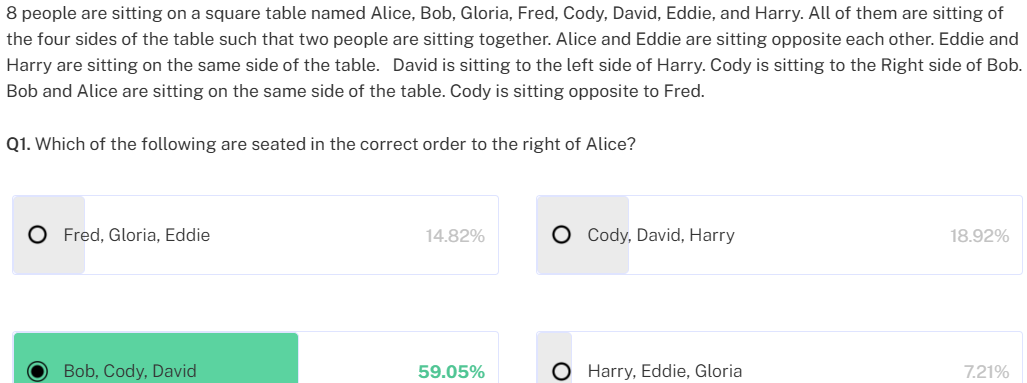 8 people are sitting on a square table named Alice, Bob, Gloria, Fred, Cody, David, Eddie, and Harry. All of them are sitting of
the four sides of the table such that two people are sitting together. Alice and Eddie are sitting opposite each other. Eddie and
Harry are sitting on the same side of the table. David is sitting to the left side of Harry. Cody is sitting to the Right side of Bob.
Bob and Alice are sitting on the same side of the table. Cody is sitting opposite to Fred.
Q1. Which of the following are seated in the correct order to the right of Alice?
Fred, Gloria, Eddie 14.82%
Cody, David, Harry 18.92%
Bob, Cody, David 59.05%
Harry, Eddie, Gloria 7.21%